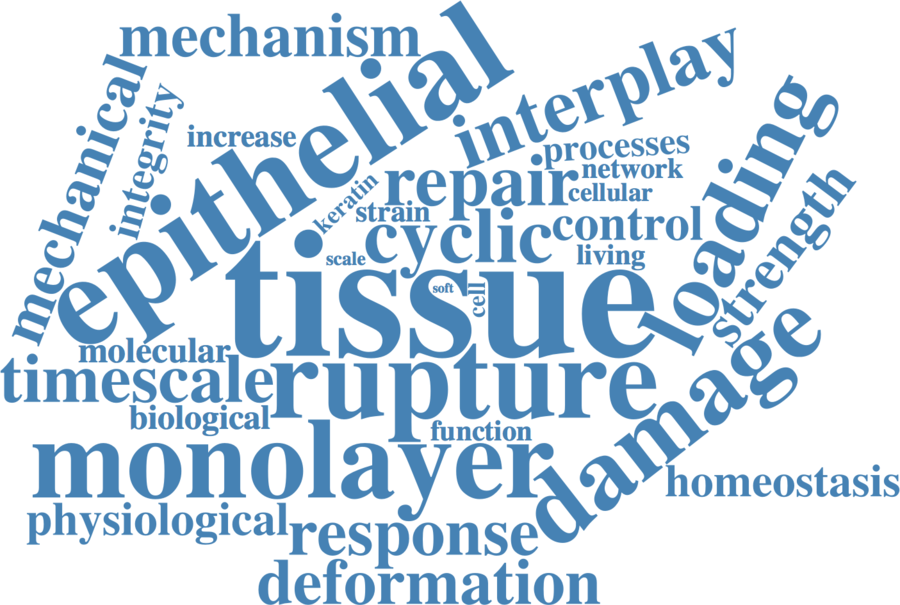 mechanism
epithelial
interplay
mechanical
integrity
increase
loading
processes
network
repair
cellular
keratin
strain
strength
cyclic
control
living
scale
tissue
soft
cell
molecular
timescale
rupture
damage
biological
function
monolayer
homeostasis
physiological
response
deformation